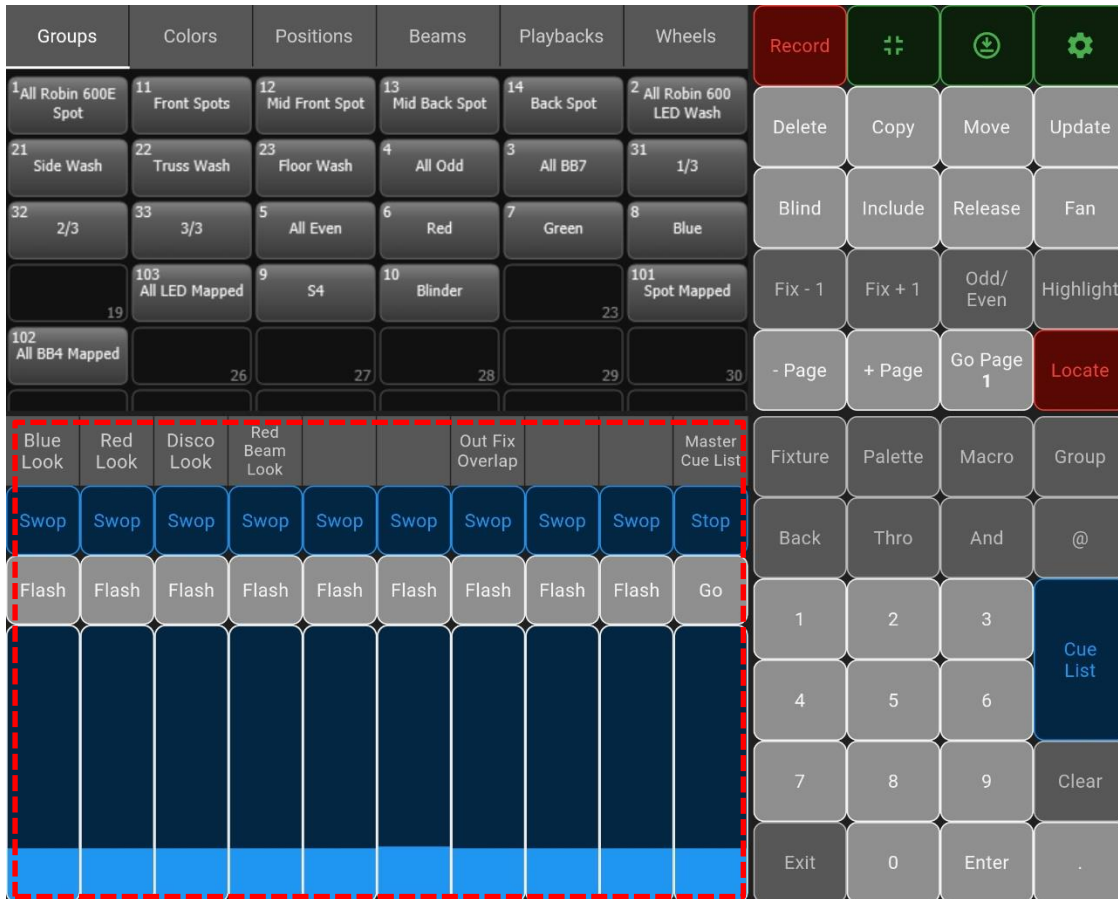 Groups Colors Positions Beams Playbacks Wheels
1 All Robin 600E Spot
11 Front Spots
12 Mid Front Spot
13 Mid Back Spot
14 Back Spot
2 All Robin 600 LED Wash
21 Side Wash
22 Truss Wash
23 Floor Wash
4 All Odd
3 All BB7
31 1/3
32 2/3
33 3/3
5 All Even
6 Red
7 Green
8 Blue
19
103 All LED Mapped
9 S4
10 Blinder
23
101 Spot Mapped
102 All BB4 Mapped
26
27
28
29
30
Blue Look
Red Look
Disco Look
Red Beam Look
Out Fix Overlap
Master Cue List
Swop Swop Swop Swop Swop Swop Swop Swop Swop Stop
Flash Flash Flash Flash Flash Flash Flash Flash Flash Go
Record
Delete Copy Move Update
Blind Include Release Fan
Fix - 1 Fix + 1 Odd/ Even Highlight
- Page + Page Go Page 1 Locate
Fixture Palette Macro Group
Back Thro And @
1 2 3 Cue List
4 5 6
7 8 9 Clear
Exit 0 Enter .